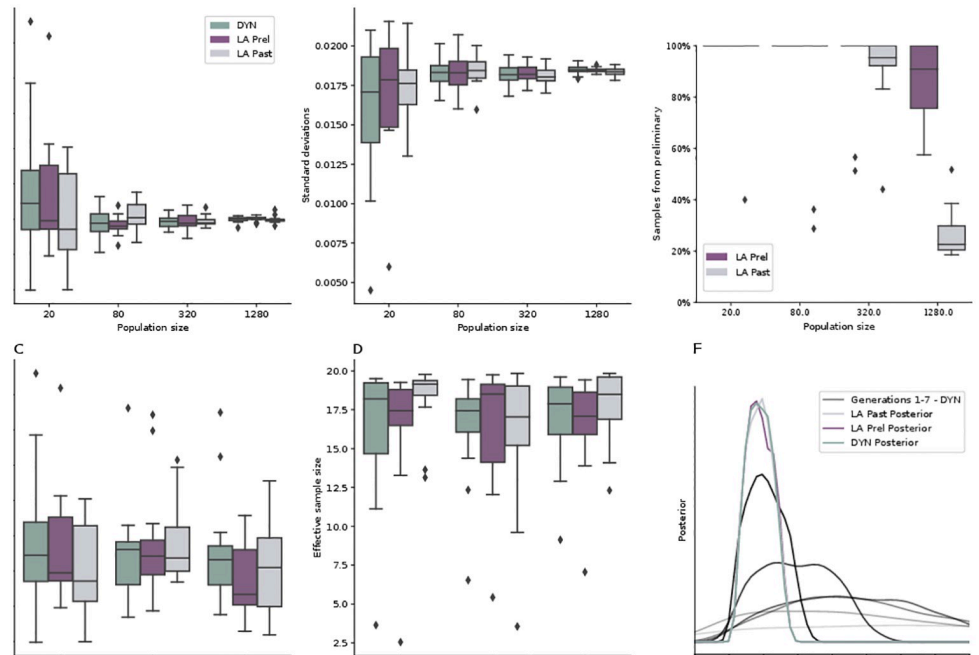 DYN
LA Prel
LA Past
20
80
320
1280
Population size
Standard deviations
0.0200
0.0175
0.0150
0.0125
0.0100
0.0075
0.0050
20
80
320
1280
Population size
Samples from preliminary
100%
80%
60%
40%
20%
0%
LA Prel
LA Past
20.0
80.0
320.0
1280.0
Population size
C
D
Effective sample size
20.0
17.5
15.0
12.5
10.0
7.5
5.0
2.5
F
Posterior
Generations 1-7 - DYN
LA Past Posterior
LA Prel Posterior
DYN Posterior